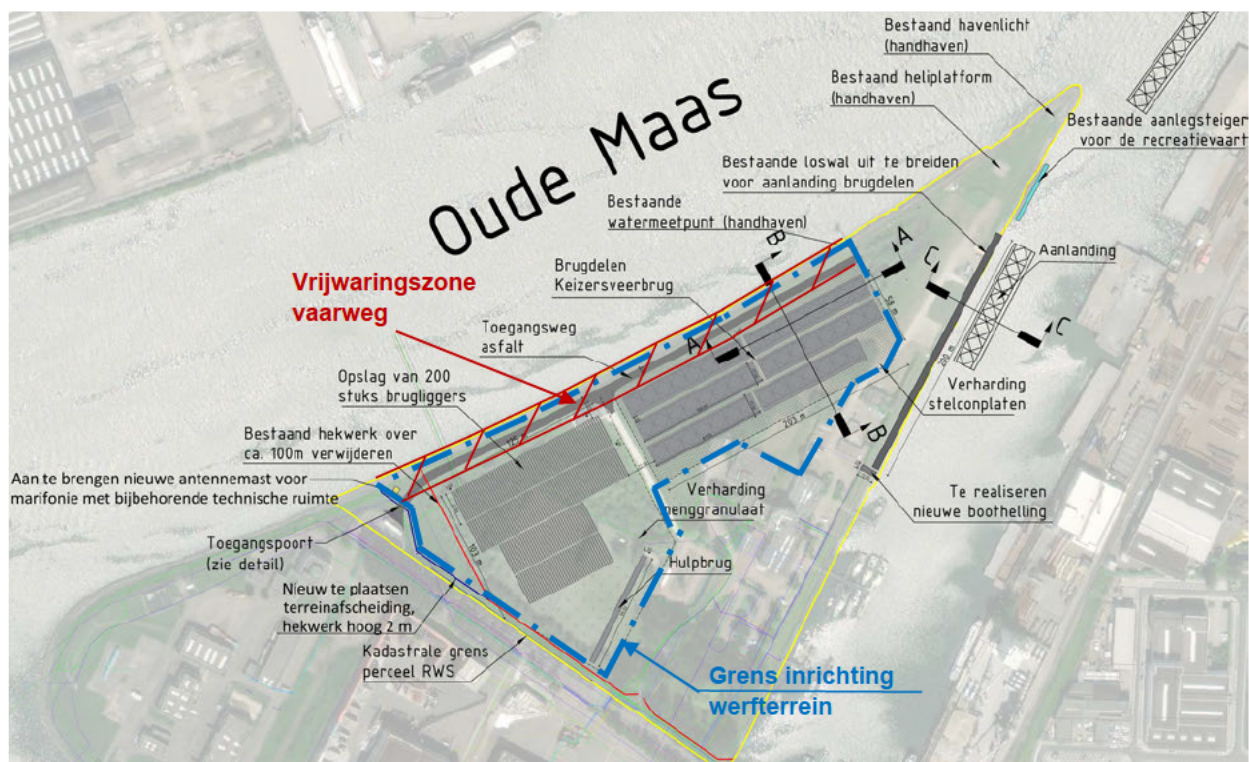 Bestaand havenlicht
(handhaven)
Bestaand heliplatform
(handhaven)
Bestaande aanlegsteiger
voor de recreatievaart
Bestaande loswal uit te breiden
voor aanlanding brugdelen
Oude Maas
Bestaande
watermeetpunt (handhaven)
B
A
C
Aanlanding
Brugdelen
Keizersveerbrug
Vrijwaringszone
vaarweg
58 m
C
Toegangsweg
asfalt
A
200 m
Opslag van 200
stuks brugliggers
Verharding
stelconplaten
203 m
B
Bestaand hekwerk over
ca. 100m verwijderen
Aan te brengen nieuwe antennemast voor
marifonie met bijbehorende technische ruimte
Verharding
menggranulaat
Te realiseren
nieuwe boothelling
Toegangspoort
(zie detail)
103 m
Hulpbrug
Nieuw te plaatsen
terreinafscheiding,
hekwerk hoog 2 m
Kadastrale grens
perceel RWS
Grens inrichting
werfterrein